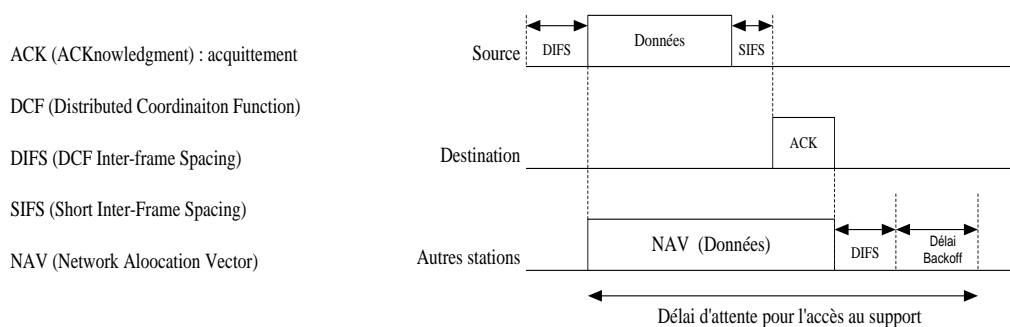 ACK (ACKnowledgment) : acquittement
DCF (Distributed Coordinaiton Function)
DIFS (DCF Inter-frame Spacing)
SIFS (Short Inter-Frame Spacing)
NAV (Network Aloocation Vector)
Source
DIFS
Données
SIFS
Destination
ACK
Autres stations
NAV (Données)
DIFS
Délai
Backoff
Délai d'attente pour l'accès au support